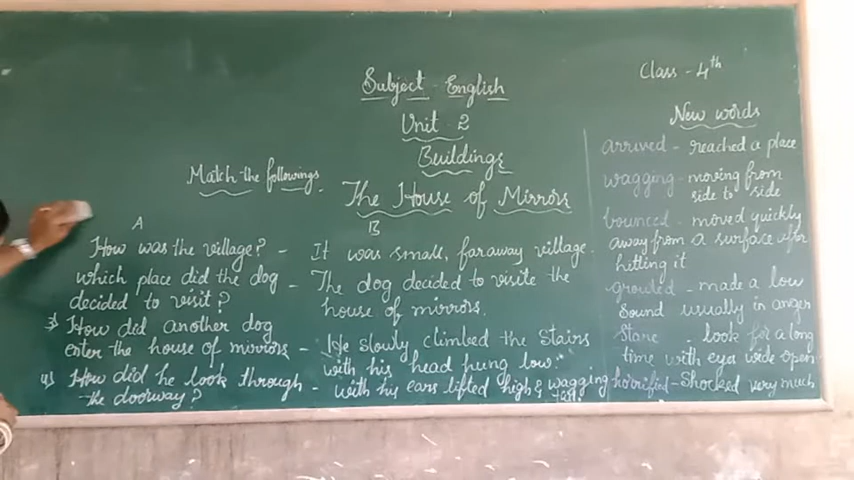 Subject - English
Class - 4th
Unit 2
Buildings
Match the followings.
The House of Mirrors
A
B
How was the village? - It was small, faraway village.
which place did the dog - The dog decided to visite the
decided to visit? house of mirrors.
3) How did another dog
enter the house of mirrors - He slowly climbed the stairs
with his head hung low.
4) How did he look through - with his ears lifted high & wagging
the doorway? tail.
New words
arrived - reached a place
wagging - moving from
side to side
bounced - moved quickly
away from a surface after
hitting it
growled - made a low
sound usually in anger
Stare - look for a long
time with eyes wide open
horrified - Shocked very much